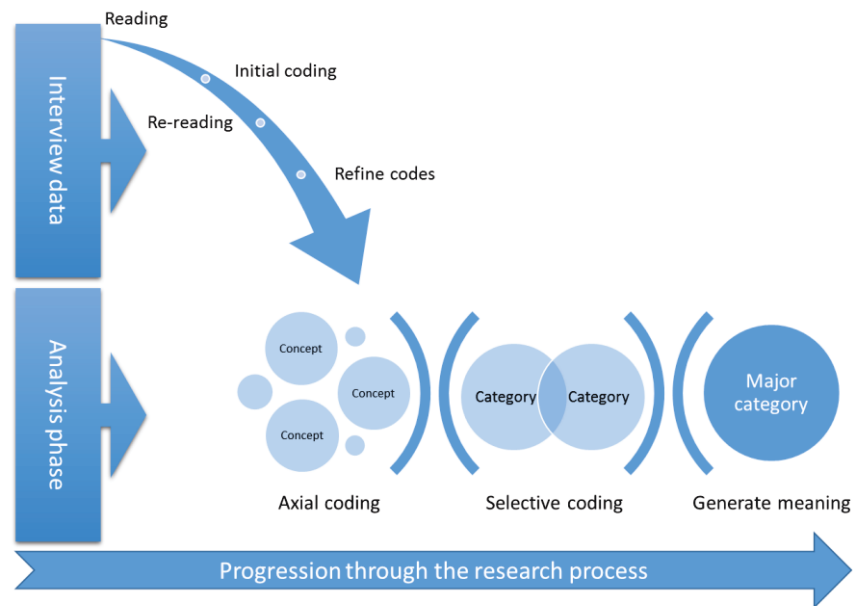 Reading
Initial coding
Re-reading
Refine codes
Interview data
Concept
Concept
Concept
Category
Category
Major
category
Analysis phase
Axial coding
Selective coding
Generate meaning
Progression through the research process